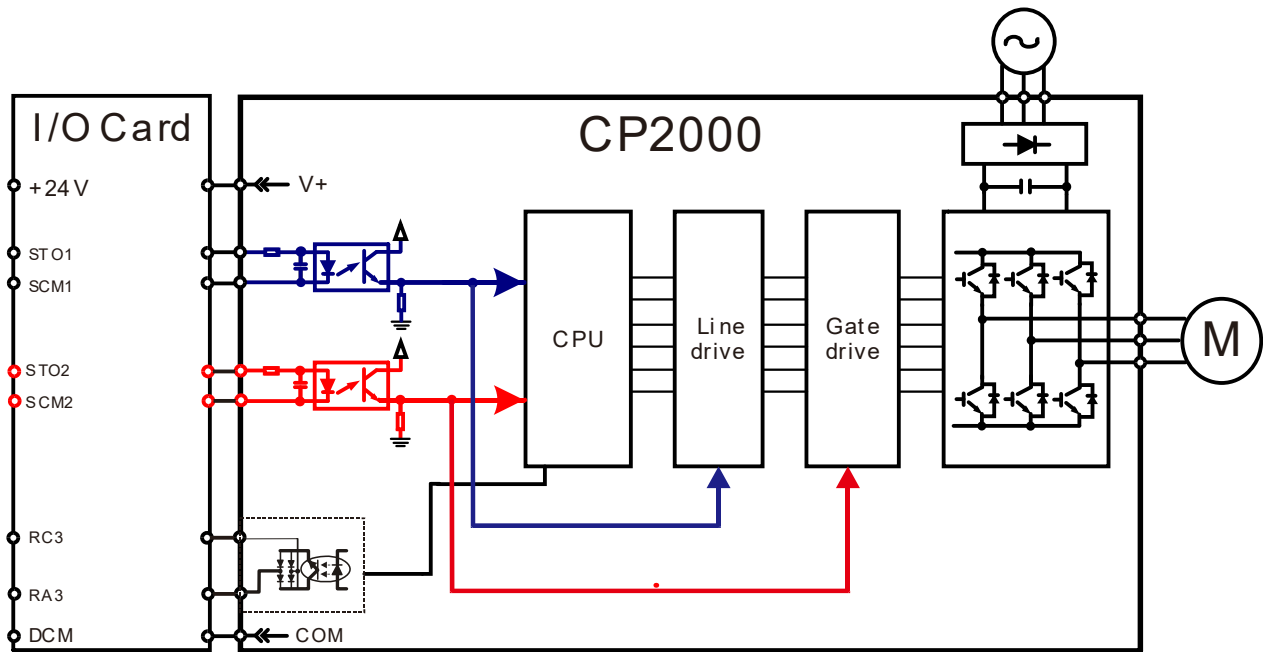 I/O Card
CP2000
+24V
V+
STO1
SCM1
STO2
SCM2
CPU
Line
drive
Gate
drive
M
RC3
RA3
DCM
COM